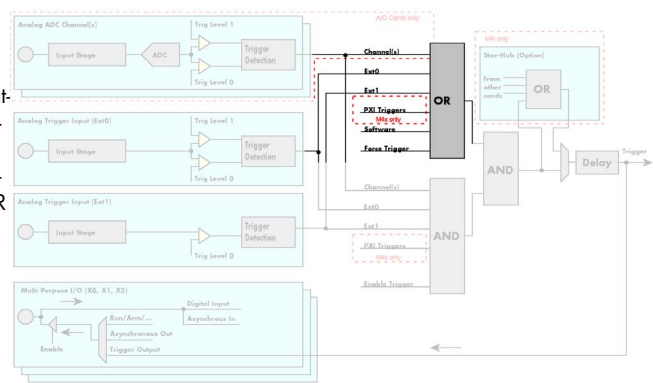 A/D Cards only
Analog ADC Channel(s)
Trig Level 1
Input Stage
ADC
Trigger
Detection
Trig Level 0
Channel(s)
Ext0
Ext1
PXI Triggers
M4x only
Software
Force Trigger
OR
M4i only
Star-Hub (Option)
from
other
cards
OR
Analog Trigger Input (Ext0)
Trig Level 1
Input Stage
Trigger
Detection
Trig Level 0
AND
Delay
Trigger
Analog Trigger Input (Ext1)
Input Stage
Trigger
Detection
Trig Level 0
Channel(s)
Ext0
Ext1
PXI Triggers
M4x only
Enable Trigger
AND
Multi Purpose I/O (X0, X1, X2)
Digital Input
Asynchron In
Run/Arm/...
Asynchronous Out
Trigger Output
Enable
t-
R